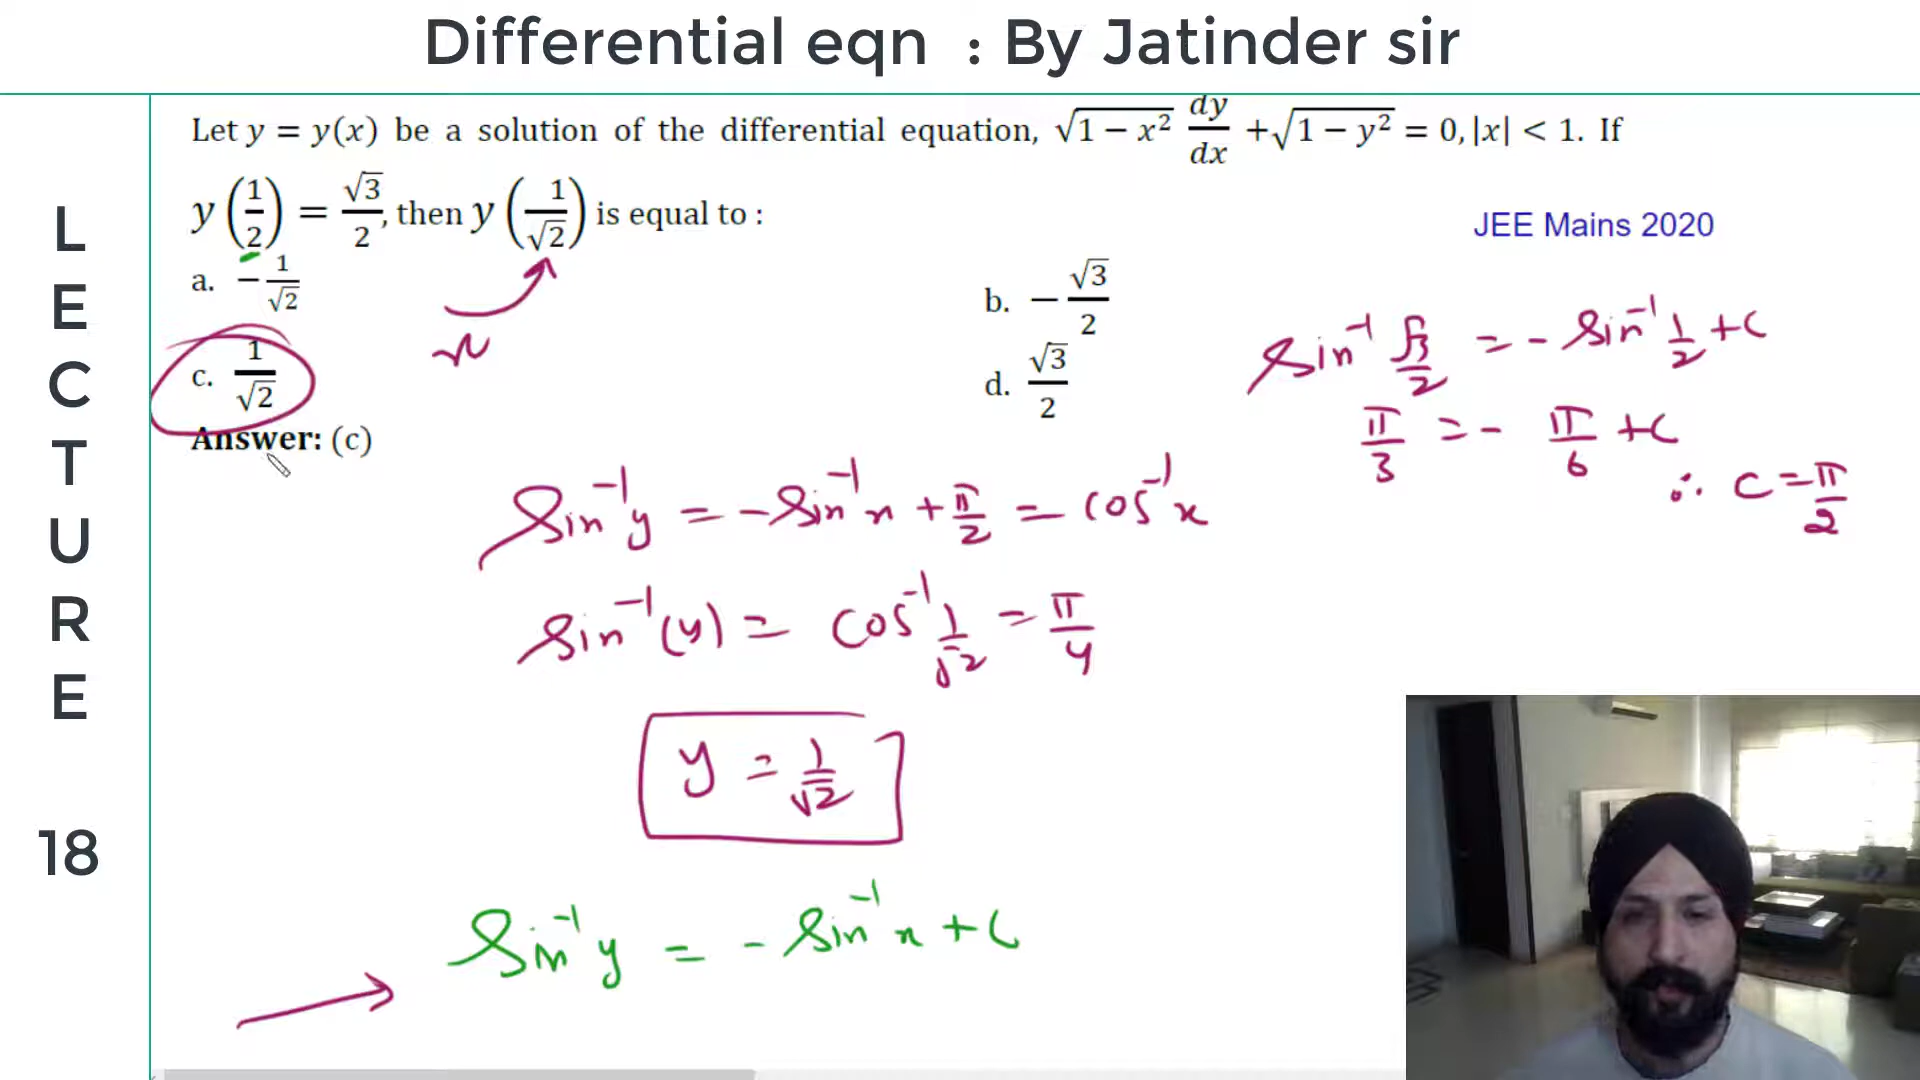 Differential eqn : By Jatinder sir
LECTURE
18
Let y = y(x) be a solution of the differential equation, √(1 − x²) dy/dx + √(1 − y²) = 0, |x| < 1. If
y(1/2) = √3/2, then y(1/√2) is equal to :
JEE Mains 2020
a. −1/√2
b. −√3/2
c. 1/√2
d. √3/2
Answer: (c)
x
sin⁻¹ √3/2 = - sin⁻¹ 1/2 + c
π/3 = - π/6 + c
∴ c = π/2
sin⁻¹y = -sin⁻¹x + π/2 = cos⁻¹x
sin⁻¹(y) = cos⁻¹ 1/√2 = π/4
y = 1/√2
sin⁻¹y = - sin⁻¹x + c